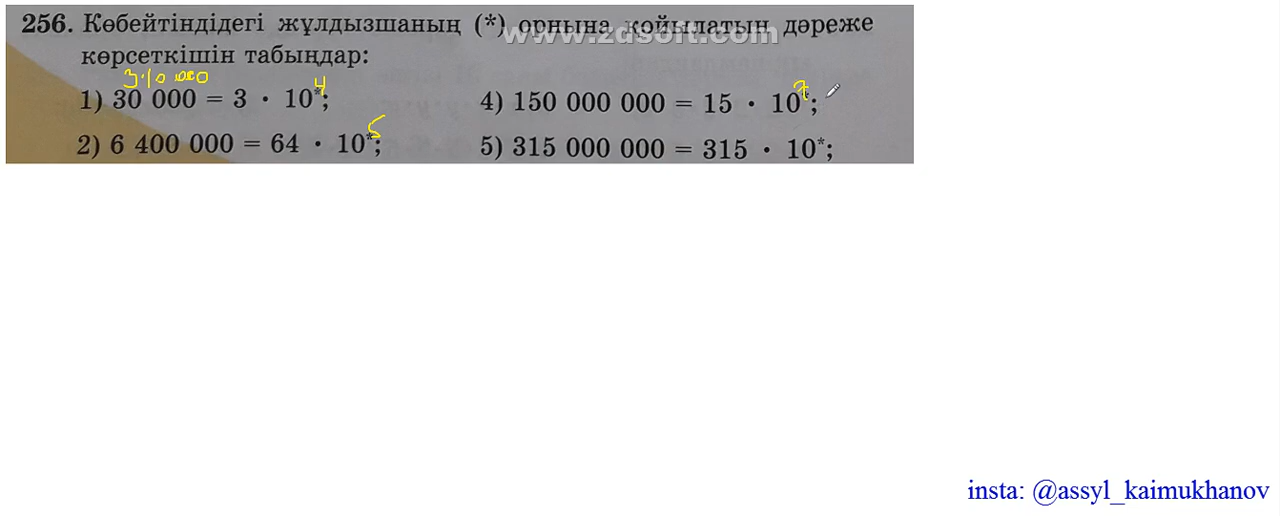 256. Көбейтіндідегі жұлдызшаның (*) орнына қойылатын дәреже
www.zdsoft.com
көрсеткішін табыңдар:
3·10 000
1) 30 000 = 3 · 10*; 4
4) 150 000 000 = 15 · 10*; 7
2) 6 400 000 = 64 · 10*; 5
5) 315 000 000 = 315 · 10*;
insta: @assyl_kaimukhanov